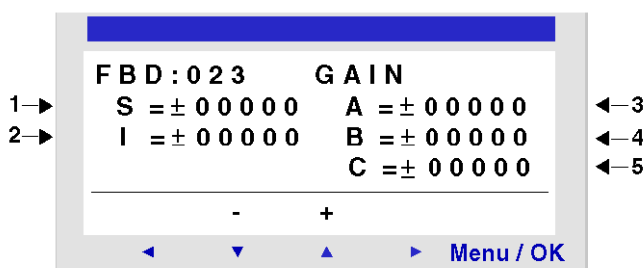 FBD:023 GAIN
1 S =± 00000 A =± 00000 3
2 I =± 00000 B =± 00000 4
C =± 00000 5
- +
Menu / OK